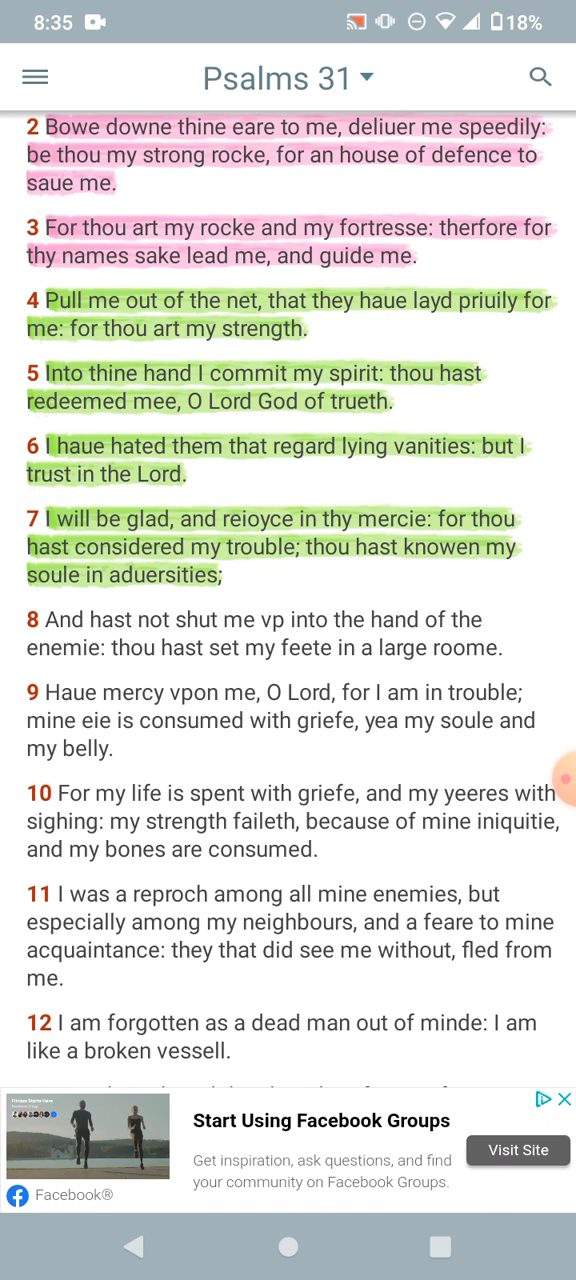 8:35
18%
Psalms 31
2 Bowe downe thine eare to me, deliuer me speedily:
be thou my strong rocke, for an house of defence to
saue me.
3 For thou art my rocke and my fortresse: therfore for
thy names sake lead me, and guide me.
4 Pull me out of the net, that they haue layd priuily for
me: for thou art my strength.
5 Into thine hand I commit my spirit: thou hast
redeemed mee, O Lord God of trueth.
6 I haue hated them that regard lying vanities: but I
trust in the Lord.
7 I will be glad, and reioyce in thy mercie: for thou
hast considered my trouble; thou hast knowen my
soule in aduersities;
8 And hast not shut me vp into the hand of the
enemie: thou hast set my feete in a large roome.
9 Haue mercy vpon me, O Lord, for I am in trouble;
mine eie is consumed with griefe, yea my soule and
my belly.
10 For my life is spent with griefe, and my yeeres with
sighing: my strength faileth, because of mine iniquitie,
and my bones are consumed.
11 I was a reproch among all mine enemies, but
especially among my neighbours, and a feare to mine
acquaintance: they that did see me without, fled from
me.
12 I am forgotten as a dead man out of minde: I am
like a broken vessell.
Start Using Facebook Groups
Get inspiration, ask questions, and find
your community on Facebook Groups.
Visit Site
Facebook®